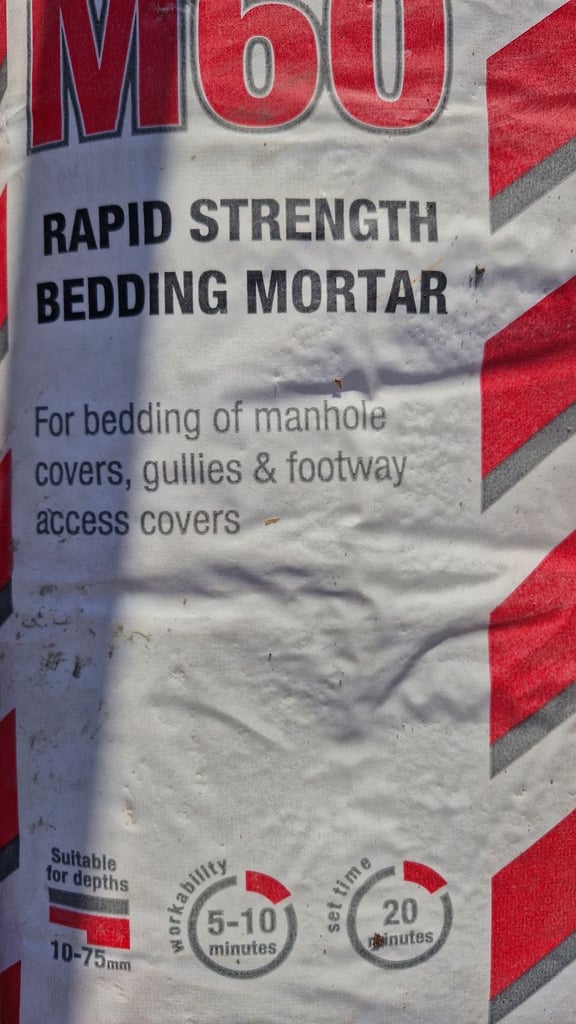 M60
RAPID STRENGTH
BEDDING MORTAR
For bedding of manhole
covers, gullies & footway
access covers
Suitable
for depths
10-75mm
workability
5-10
minutes
set time
20
minutes